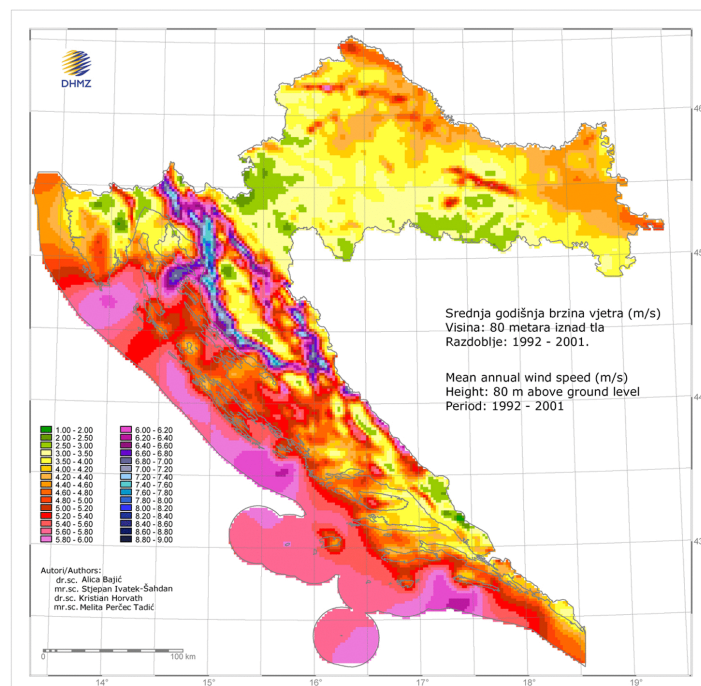 DHMZ
46
45
Srednja godišnja brzina vjetra (m/s)
Visina: 80 metara iznad tla
Razdoblje: 1992 - 2001.
Mean annual wind speed (m/s)
Height: 80 m above ground level
Period: 1992 - 2001
44
1.00 - 2.00
2.00 - 2.50
2.50 - 3.00
3.00 - 3.50
3.50 - 4.00
4.00 - 4.20
4.20 - 4.40
4.40 - 4.60
4.60 - 4.80
4.80 - 5.00
5.00 - 5.20
5.20 - 5.40
5.40 - 5.60
5.60 - 5.80
5.80 - 6.00
6.00 - 6.20
6.20 - 6.40
6.40 - 6.60
6.60 - 6.80
6.80 - 7.00
7.00 - 7.20
7.20 - 7.40
7.40 - 7.60
7.60 - 7.80
7.80 - 8.00
8.00 - 8.20
8.20 - 8.40
8.40 - 8.60
8.60 - 8.80
8.80 - 9.00
43
Autori/Authors:
dr.sc. Alica Bajić
mr.sc. Stjepan Ivatek-Šahdan
dr.sc. Kristian Horvath
mr.sc. Melita Perčec Tadić
0 100 km
14° 15° 16° 17° 18° 19°